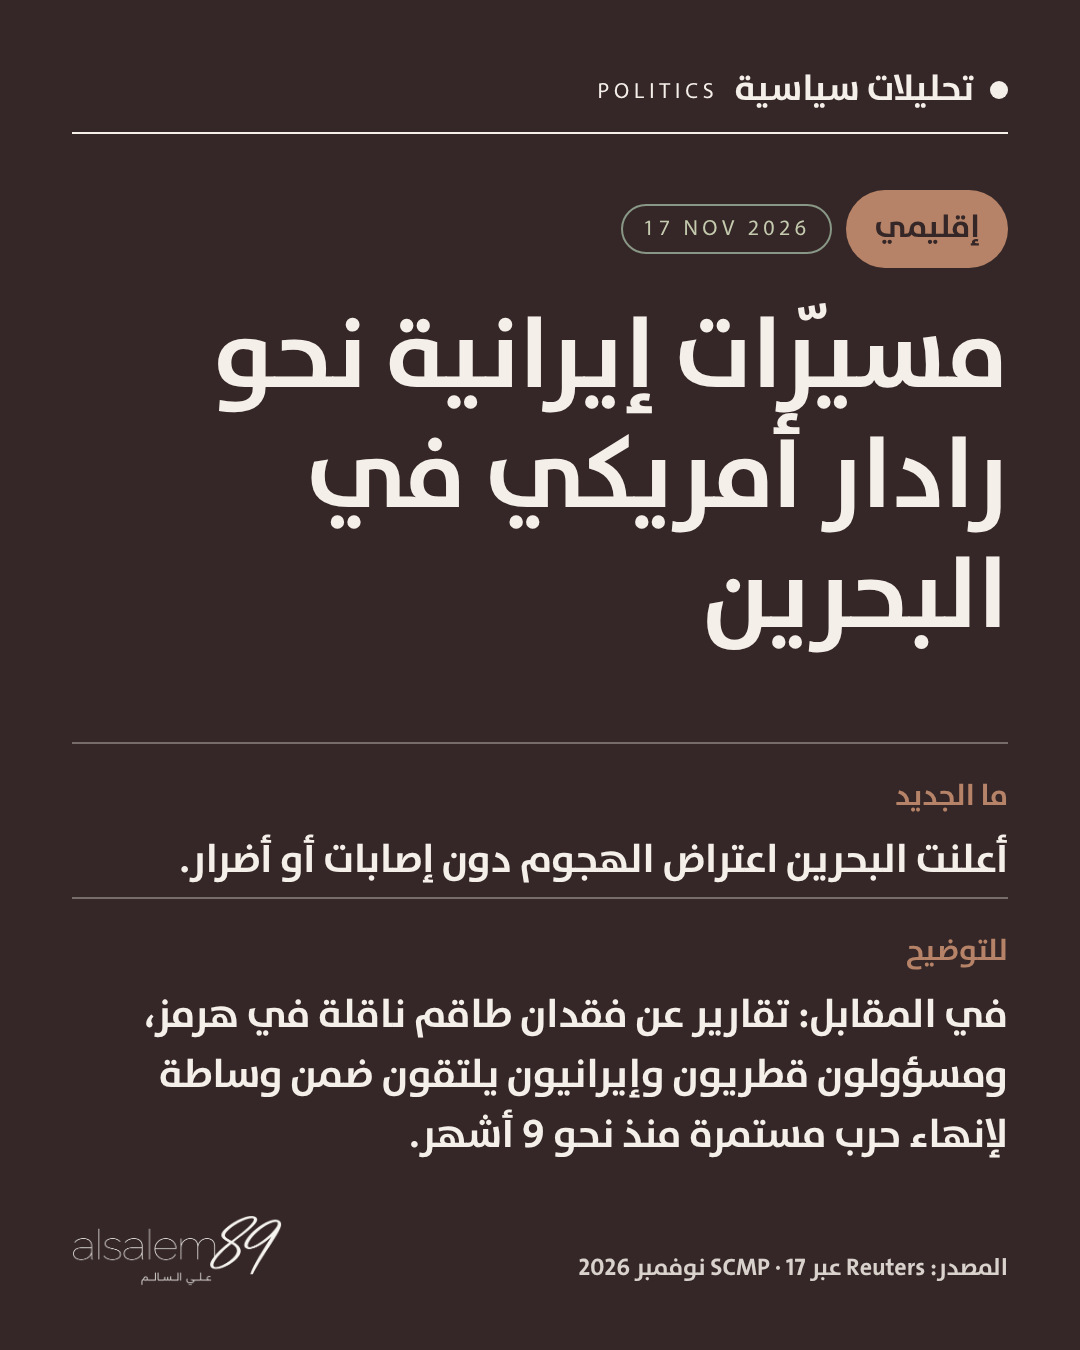 تحليلات سياسية POLITICS
إقليمي 17 NOV 2026
مسيّرات إيرانية نحو
رادار أمريكي في
البحرين
ما الجديد
أعلنت البحرين اعتراض الهجوم دون إصابات أو أضرار.
للتوضيح
في المقابل: تقارير عن فقدان طاقم ناقلة في هرمز،
ومسؤولون قطريون وإيرانيون يلتقون ضمن وساطة
لإنهاء حرب مستمرة منذ نحو 9 أشهر.
المصدر: Reuters عبر SCMP · 17 نوفمبر 2026
alsalem89
علي السالم